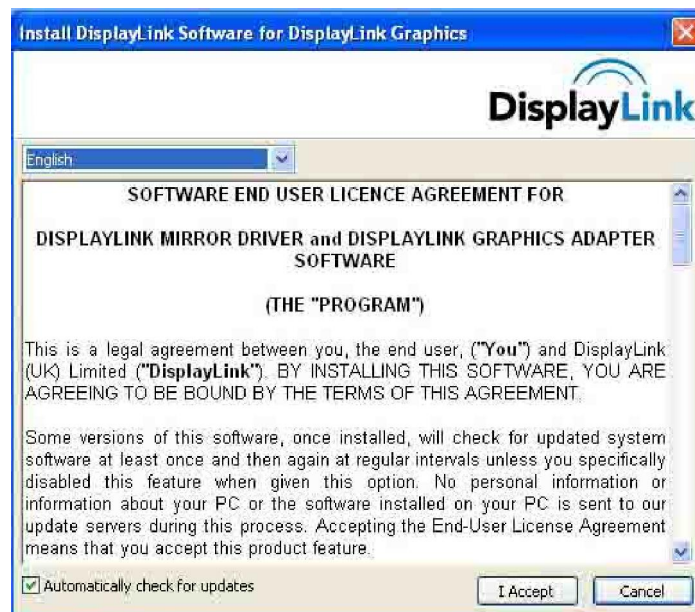 Install DisplayLink Software for DisplayLink Graphics
DisplayLink
English
SOFTWARE END USER LICENCE AGREEMENT FOR
DISPLAYLINK MIRROR DRIVER and DISPLAYLINK GRAPHICS ADAPTER
SOFTWARE
(THE "PROGRAM")
This is a legal agreement between you, the end user, ("You") and DisplayLink
(UK) Limited ("DisplayLink"). BY INSTALLING THIS SOFTWARE, YOU ARE
AGREEING TO BE BOUND BY THE TERMS OF THIS AGREEMENT.
Some versions of this software, once installed, will check for updated system
software at least once and then again at regular intervals unless you specifically
disabled this feature when given this option. No personal information or
information about your PC or the software installed on your PC is sent to our
update servers during this process. Accepting the End-User License Agreement
means that you accept this product feature.
Automatically check for updates
I Accept
Cancel